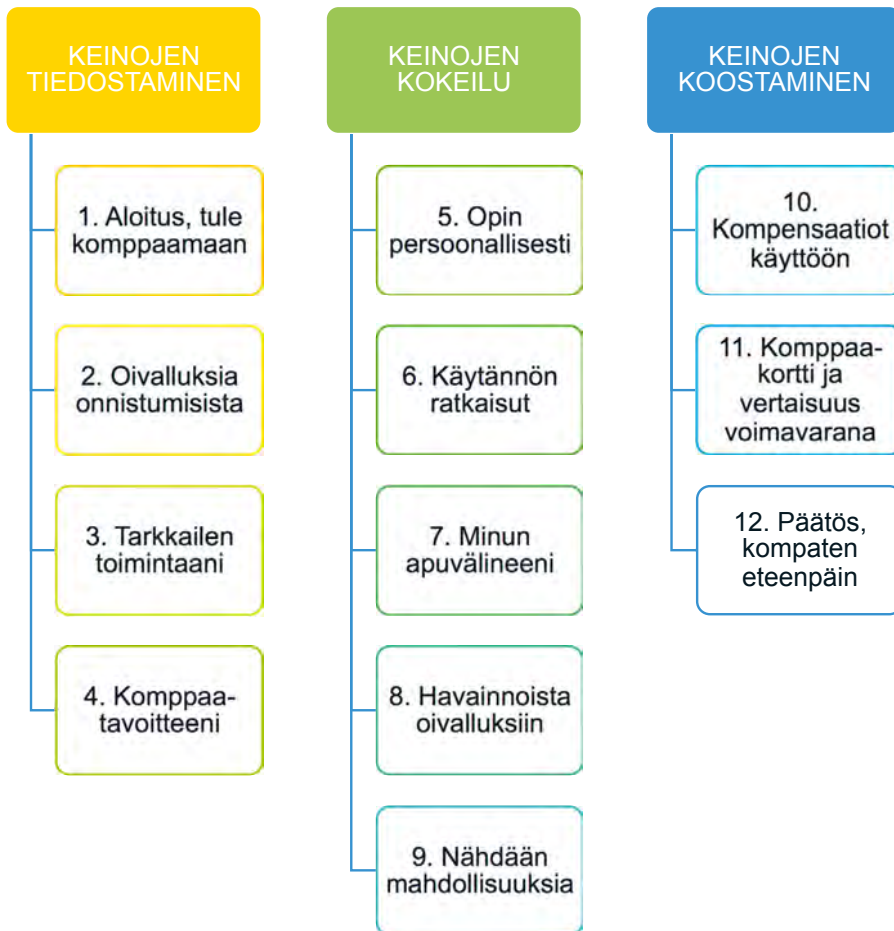 KEINOJEN
TIEDOSTAMINEN
1. Aloitus, tule
komppaamaan
2. Oivalluksia
onnistumisista
3. Tarkkailen
toimintaani
4. Komppaa-
tavoitteeni
KEINOJEN
KOKEILU
5. Opin
persoonallisesti
6. Käytännön
ratkaisut
7. Minun
apuvälineeni
8. Havainnoista
oivalluksiin
9. Nähdään
mahdollisuuksia
KEINOJEN
KOOSTAMINEN
10.
Kompensaatiot
käyttöön
11. Komppaa-
kortti ja
vertaisuus
voimavarana
12. Päätös,
kompaten
eteenpäin